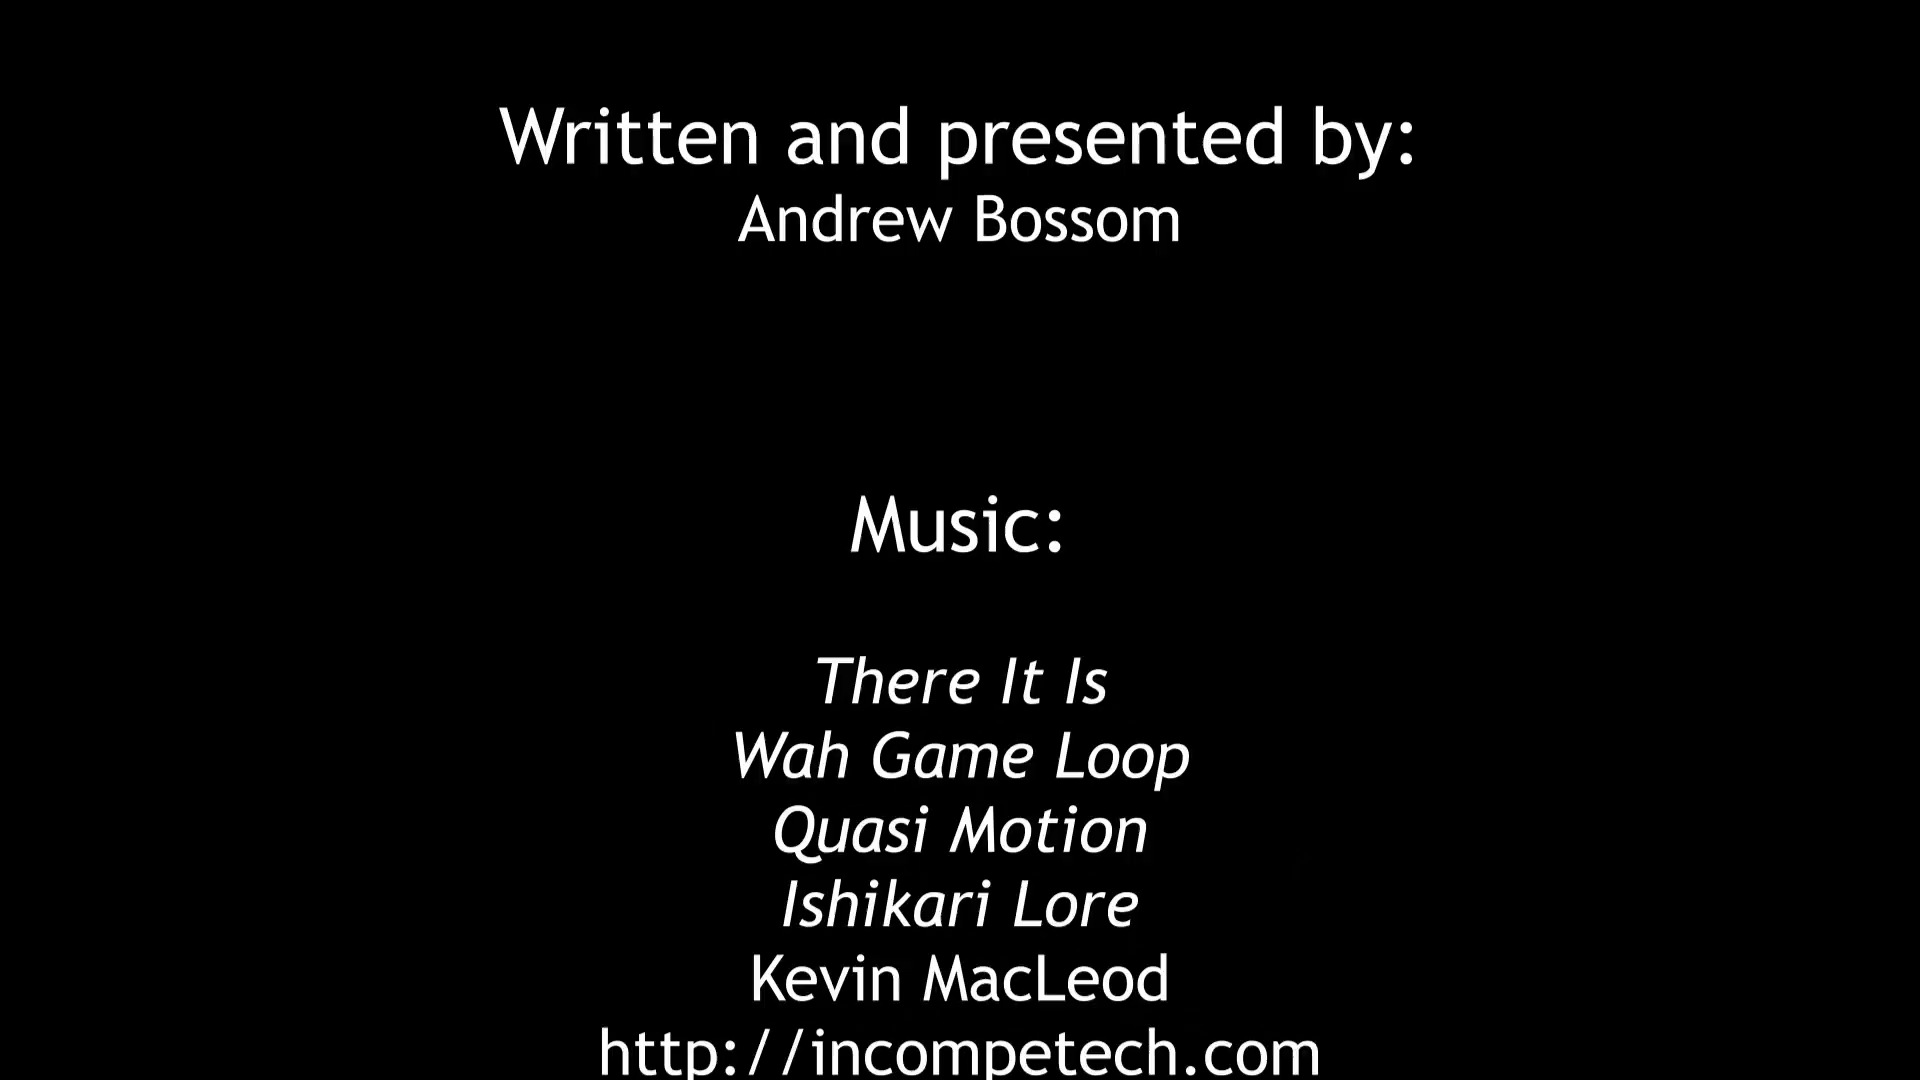 Written and presented by:
Andrew Bossom
Music:
There It Is
Wah Game Loop
Quasi Motion
Ishikari Lore
Kevin MacLeod
http://incompetech.com